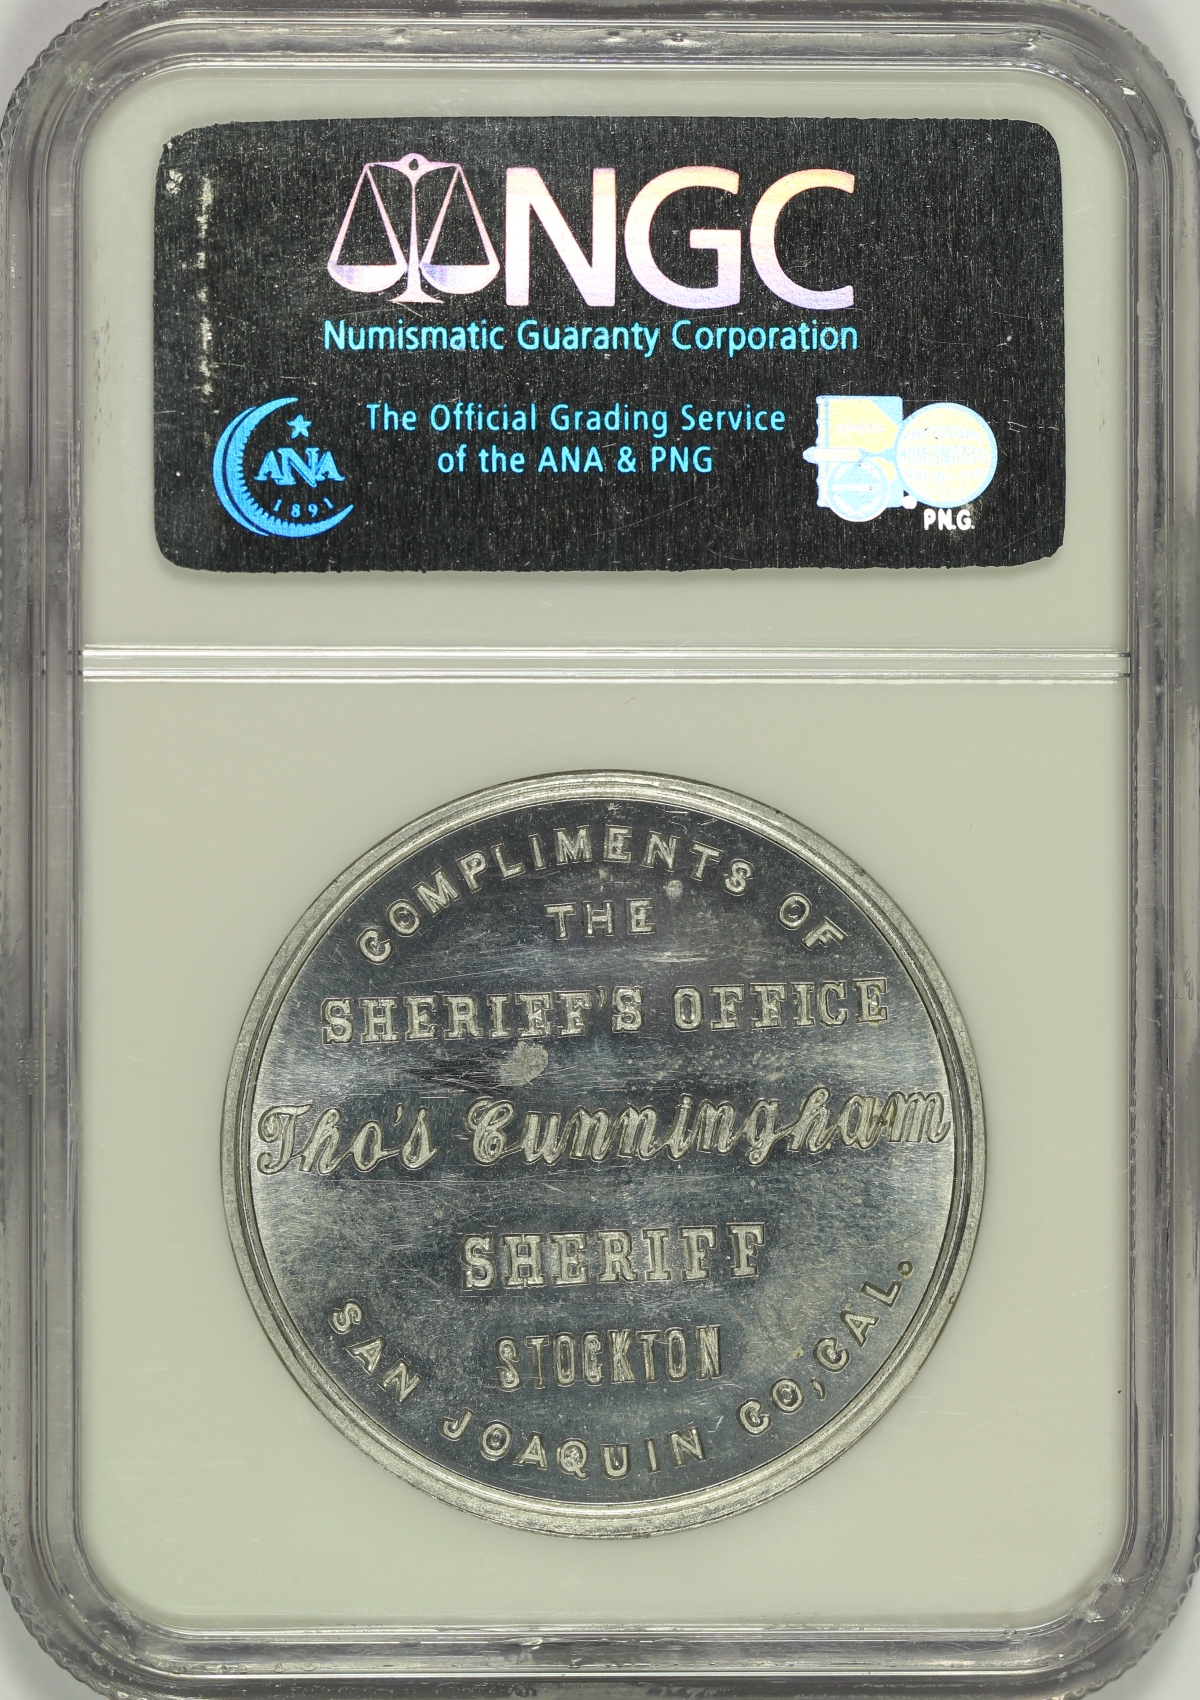 NGC
Numismatic Guaranty Corporation
The Official Grading Service
of the ANA & PNG
ANA
1891
P.N.G.
COMPLIMENTS OF
THE
SHERIFF'S OFFICE
Tho's Cunningham
SHERIFF
STOCKTON
SAN JOAQUIN CO, CAL.